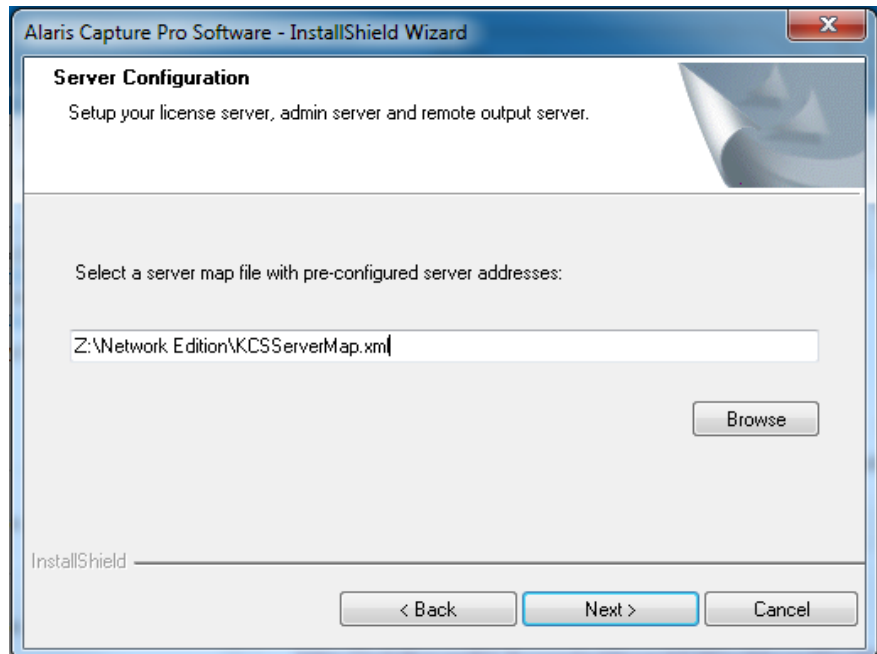 Alaris Capture Pro Software - InstallShield Wizard
Server Configuration
Setup your license server, admin server and remote output server.
Select a server map file with pre-configured server addresses:
Z:\Network Edition\KCSServerMap.xml
Browse
InstallShield
< Back
Next >
Cancel